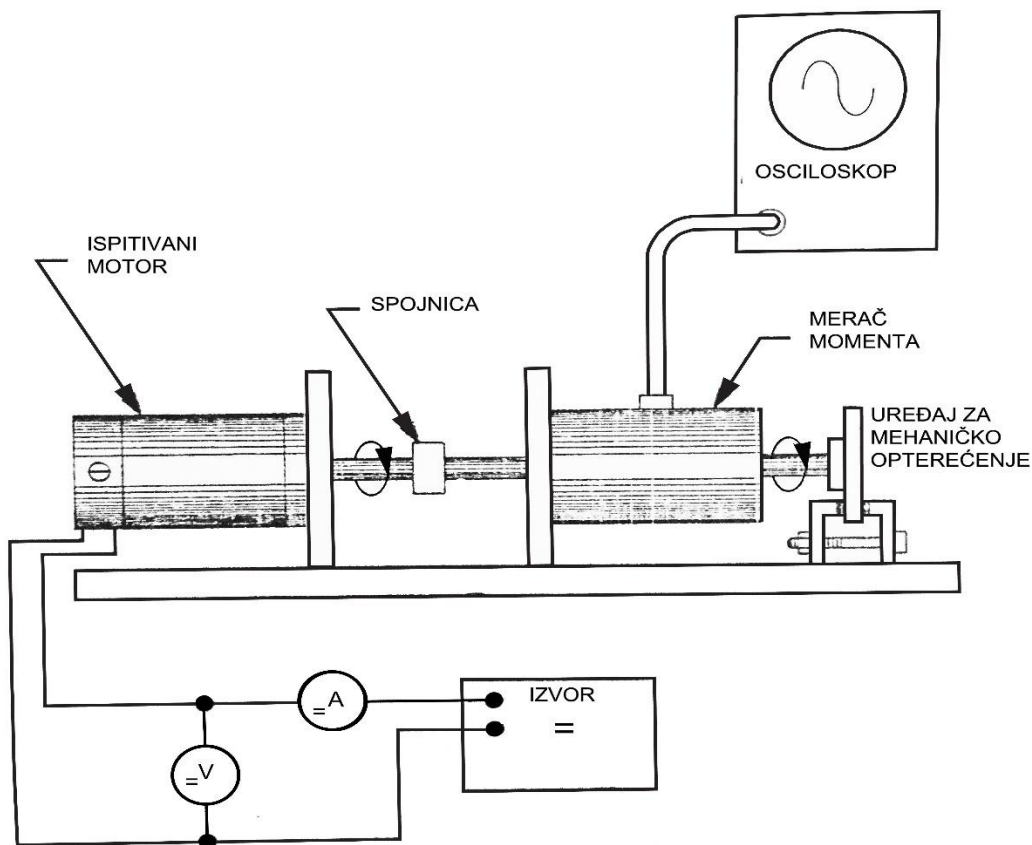 OSCILOSKOP
ISPITIVANI
MOTOR
SPOJNICA
MERAČ
MOMENTA
UREĐAJ ZA
MEHANIČKO
OPTEREĆENJE
=A
IZVOR
=
=V